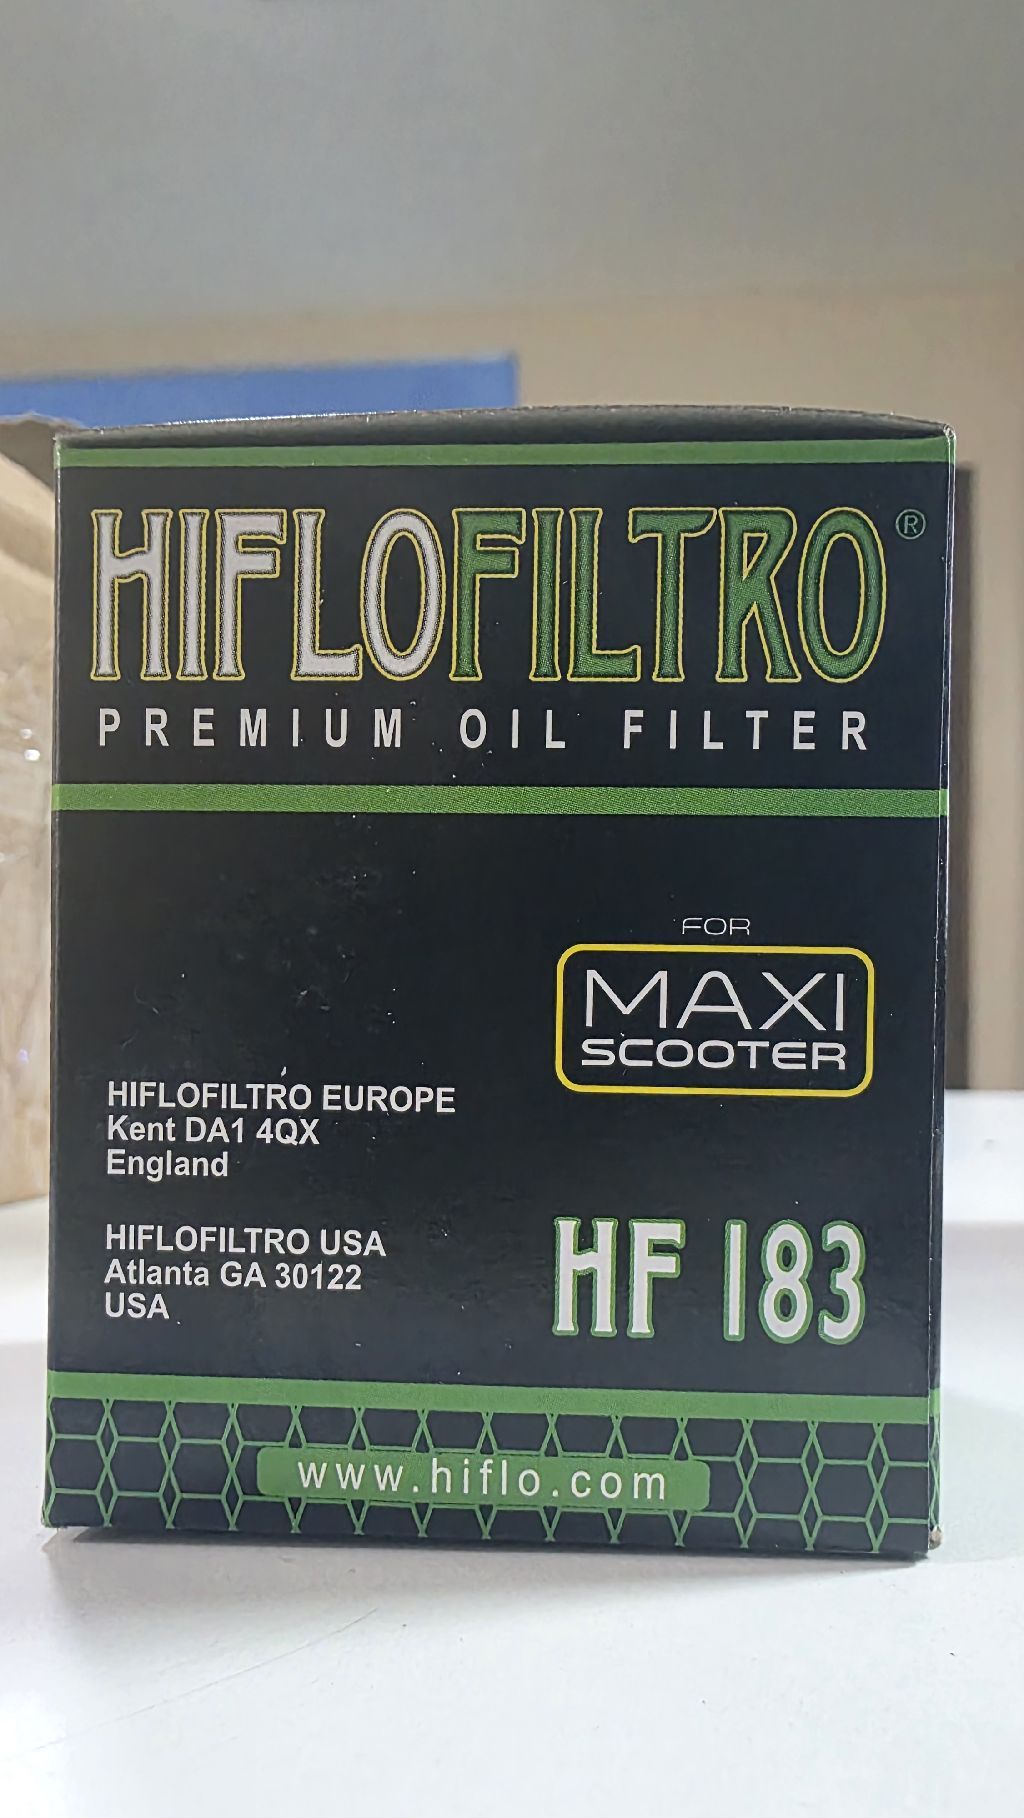 HIFLOFILTRO®
PREMIUM OIL FILTER
FOR
MAXI
SCOOTER
HIFLOFILTRO EUROPE
Kent DA1 4QX
England
HIFLOFILTRO USA
Atlanta GA 30122
USA
HF 183
www.hiflo.com